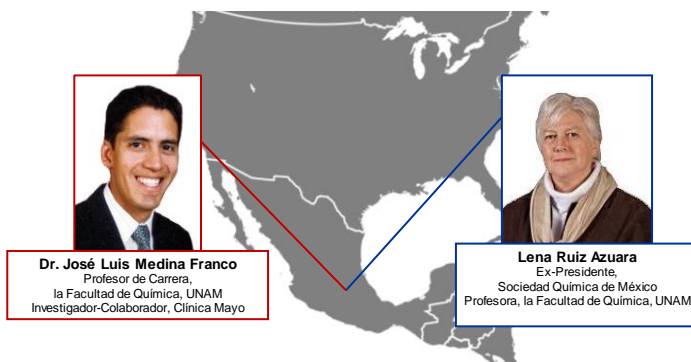 Dr. José Luis Medina Franco
Profesor de Carrera,
la Facultad de Química, UNAM
Investigador-Colaborador, Clínica Mayo
Lena Ruiz Azuara
Ex-Presidente,
Sociedad Química de México
Profesora, la Facultad de Química, UNAM